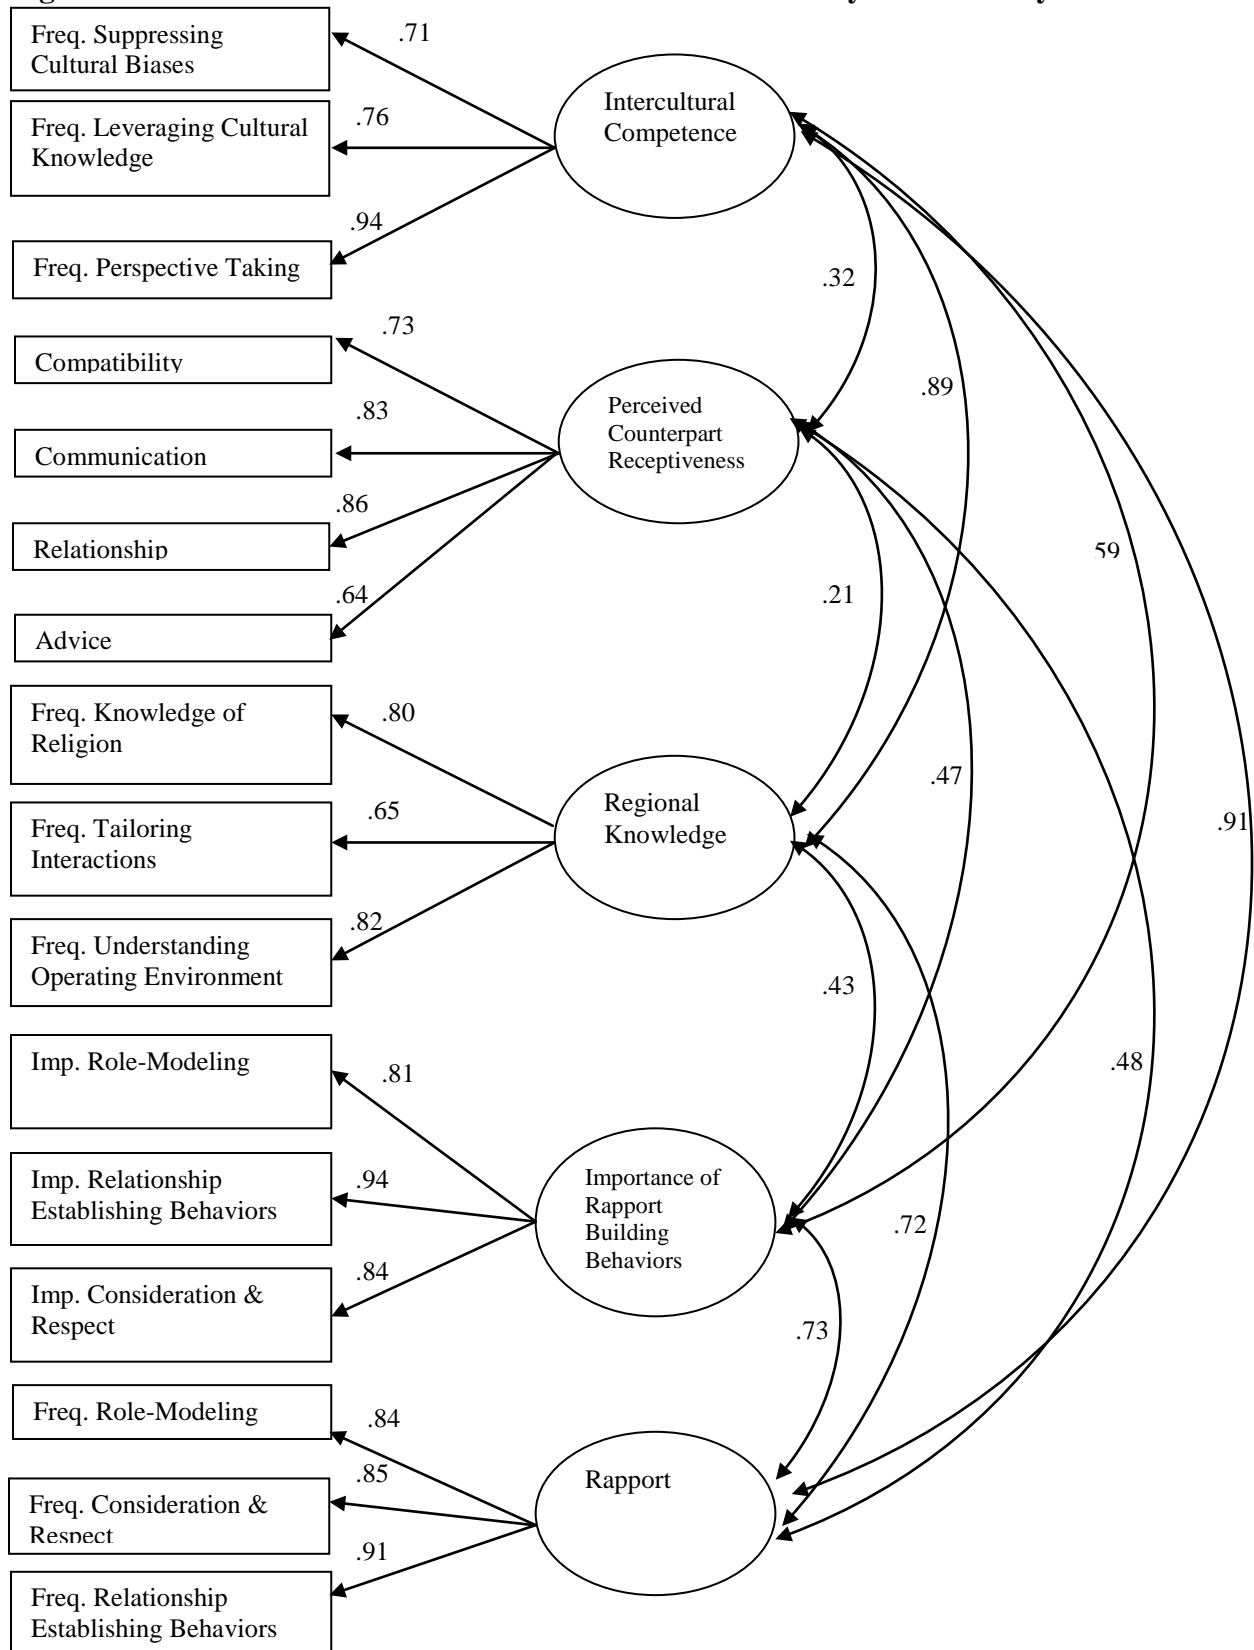 Freq. Suppressing
Cultural Biases
.71
Intercultural
Competence
Freq. Leveraging Cultural
Knowledge
.76
.94
Freq. Perspective Taking
.32
.73
Compatibility
.89
Perceived
Counterpart
Receptiveness
.83
Communication
.86
Relationship
59
.64
.21
Advice
Freq. Knowledge of
Religion
.80
.47
Regional
Knowledge
.65
Freq. Tailoring
Interactions
.91
.82
Freq. Understanding
Operating Environment
.43
Imp. Role-Modeling
.81
.48
Imp. Relationship
Establishing Behaviors
.94
Importance of
Rapport
Building
Behaviors
.72
.84
Imp. Consideration &
Respect
.73
Freq. Role-Modeling
.84
Rapport
.85
Freq. Consideration &
Respect
.91
Freq. Relationship
Establishing Behaviors